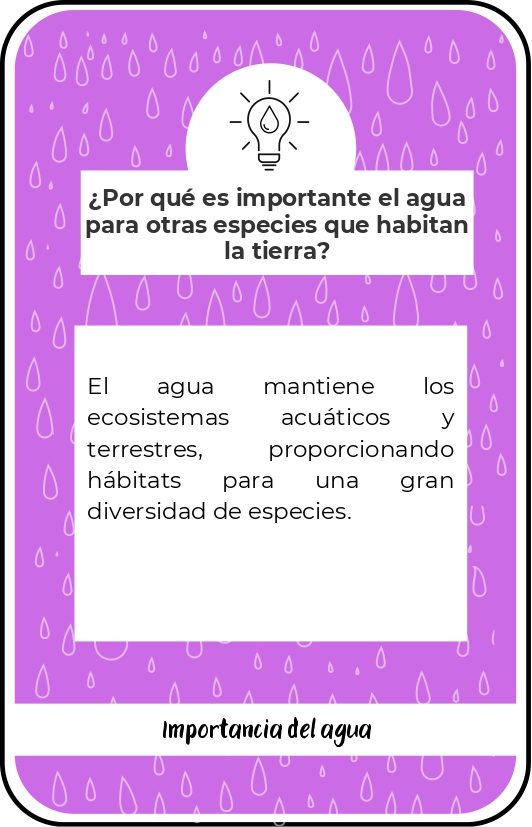 ¿Por qué es importante el agua
para otras especies que habitan
la tierra?
El agua mantiene los
ecosistemas acuáticos y
terrestres, proporcionando
hábitats para una gran
diversidad de especies.
Importancia del agua